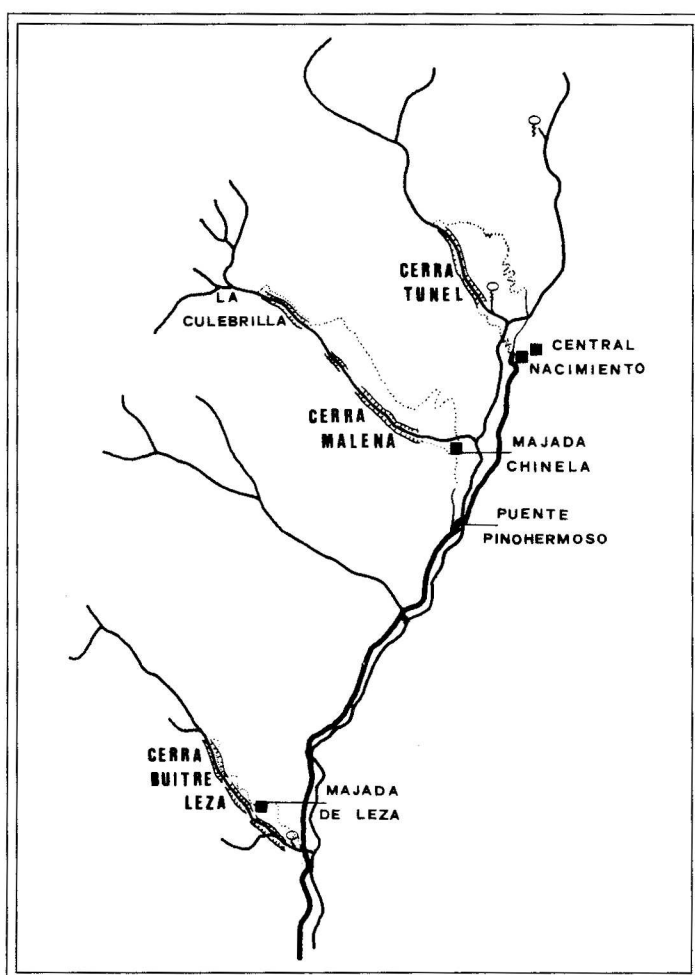 CERRA
TUNEL
LA
CULEBRILLA
CENTRAL
NACIMIENTO
CERRA
MALENA
MAJADA
CHINELA
PUENTE
PINOHERMOSO
CERRA
BUITRE
LEZA
MAJADA
DE LEZA